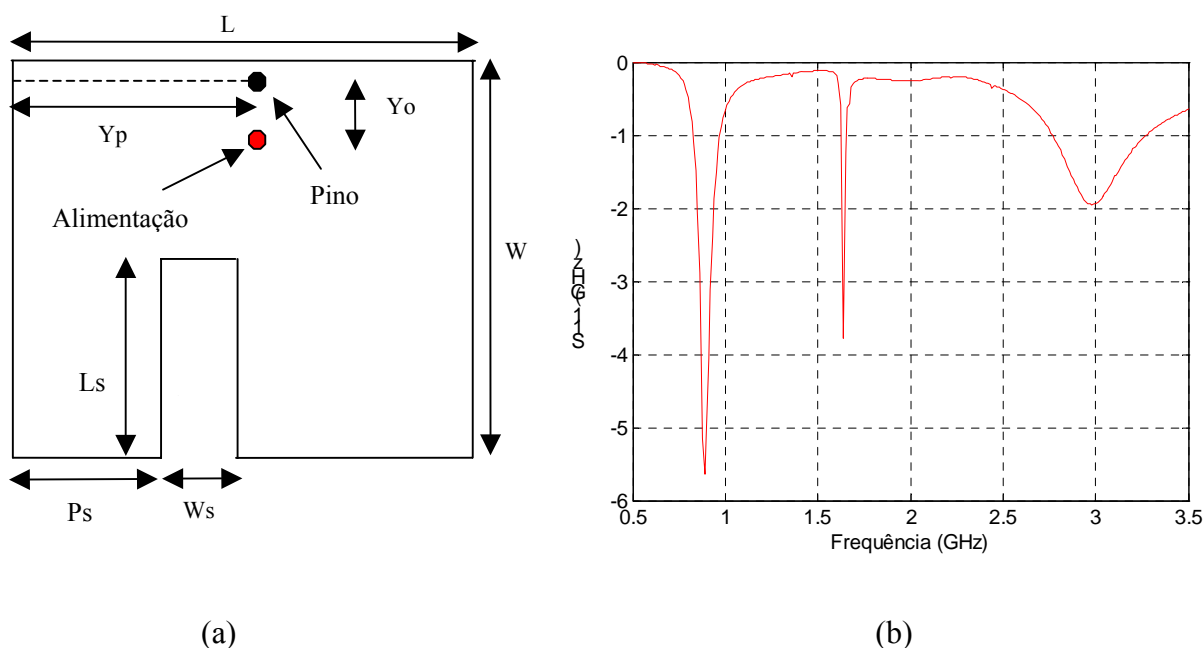 L
Yp
Yo
Pino
Alimentação
W
Ls
Ps
Ws
(a)
0
-1
-2
-3
-4
-5
-6
S11(GHz)
0.5
1
1.5
2
2.5
3
3.5
Frequência (GHz)
(b)